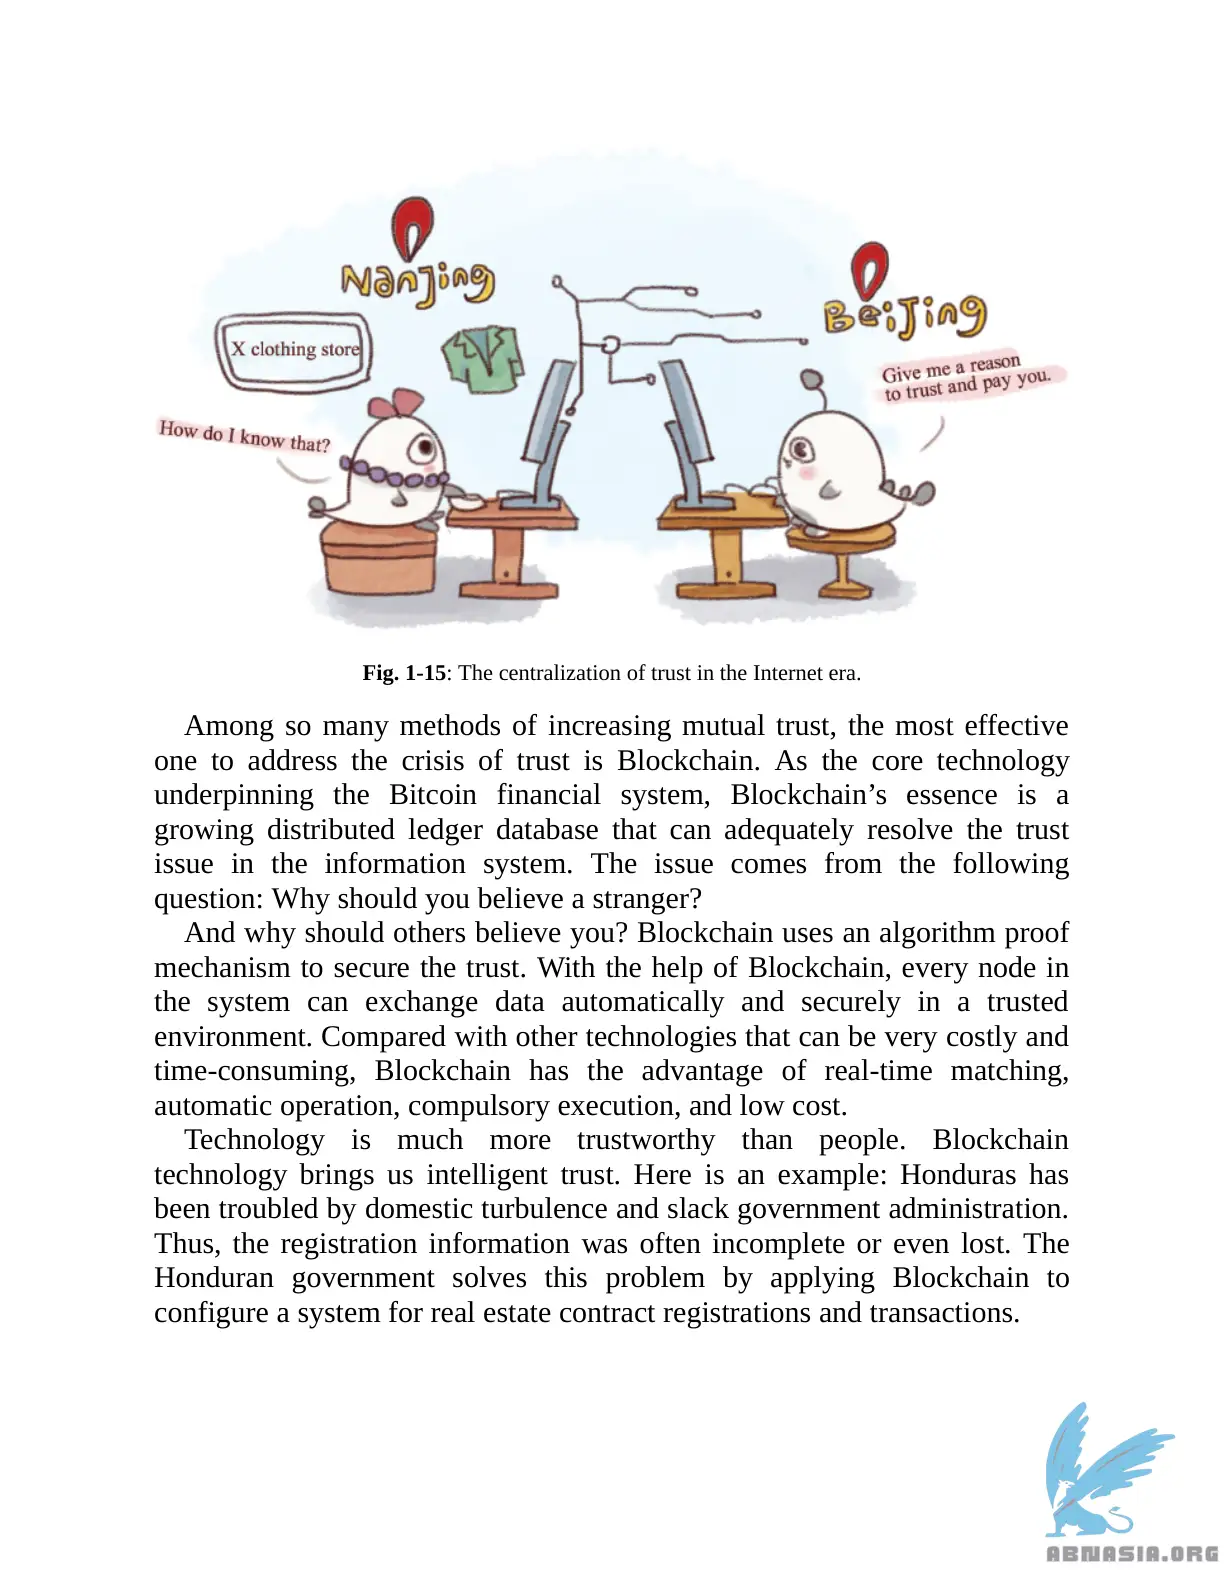 NanJing
BeiJing
X clothing store
Give me a reason
to trust and pay you.
How do I know that?
Fig. 1-15: The centralization of trust in the Internet era.
Among so many methods of increasing mutual trust, the most effective
one to address the crisis of trust is Blockchain. As the core technology
underpinning the Bitcoin financial system, Blockchain’s essence is a
growing distributed ledger database that can adequately resolve the trust
issue in the information system. The issue comes from the following
question: Why should you believe a stranger?
And why should others believe you? Blockchain uses an algorithm proof
mechanism to secure the trust. With the help of Blockchain, every node in
the system can exchange data automatically and securely in a trusted
environment. Compared with other technologies that can be very costly and
time-consuming, Blockchain has the advantage of real-time matching,
automatic operation, compulsory execution, and low cost.
Technology is much more trustworthy than people. Blockchain
technology brings us intelligent trust. Here is an example: Honduras has
been troubled by domestic turbulence and slack government administration.
Thus, the registration information was often incomplete or even lost. The
Honduran government solves this problem by applying Blockchain to
configure a system for real estate contract registrations and transactions.
ABNASIA.ORG